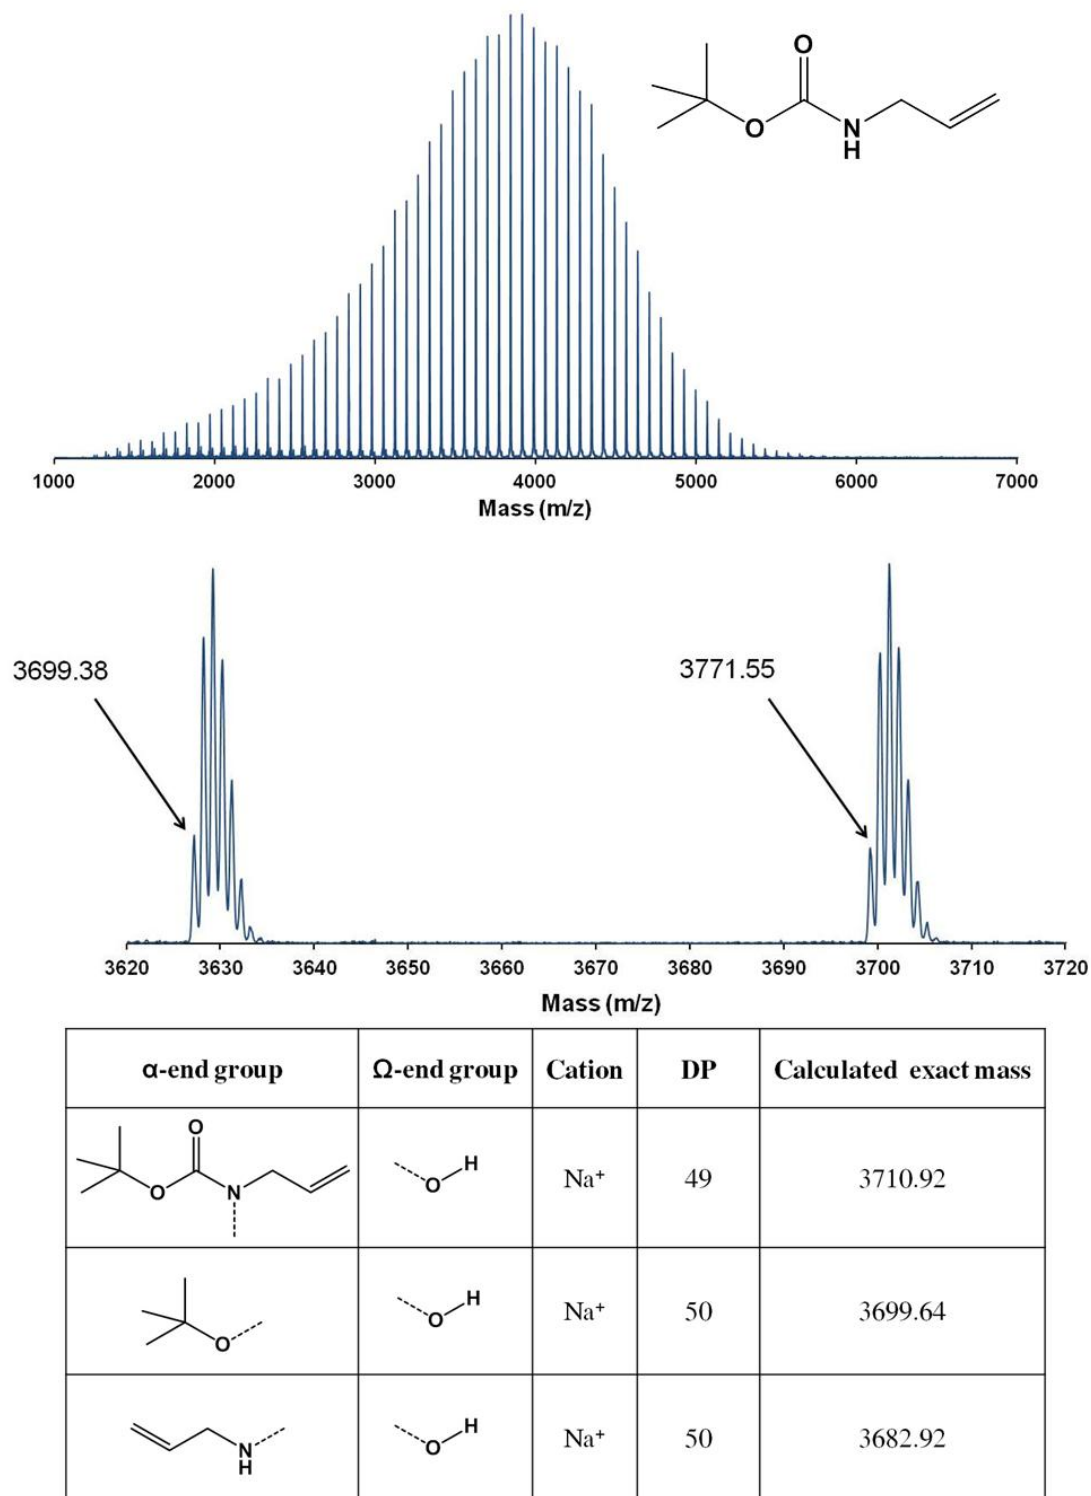 O
O
N
H
1000 2000 3000 4000 5000 6000 7000
Mass (m/z)
3699.38
3771.55
3620 3630 3640 3650 3660 3670 3680 3690 3700 3710 3720
Mass (m/z)
α-end group Ω-end group Cation DP Calculated exact mass
O
O
N
O
H
Na⁺ 49 3710.92
O
O
H
Na⁺ 50 3699.64
N
H
O
H
Na⁺ 50 3682.92